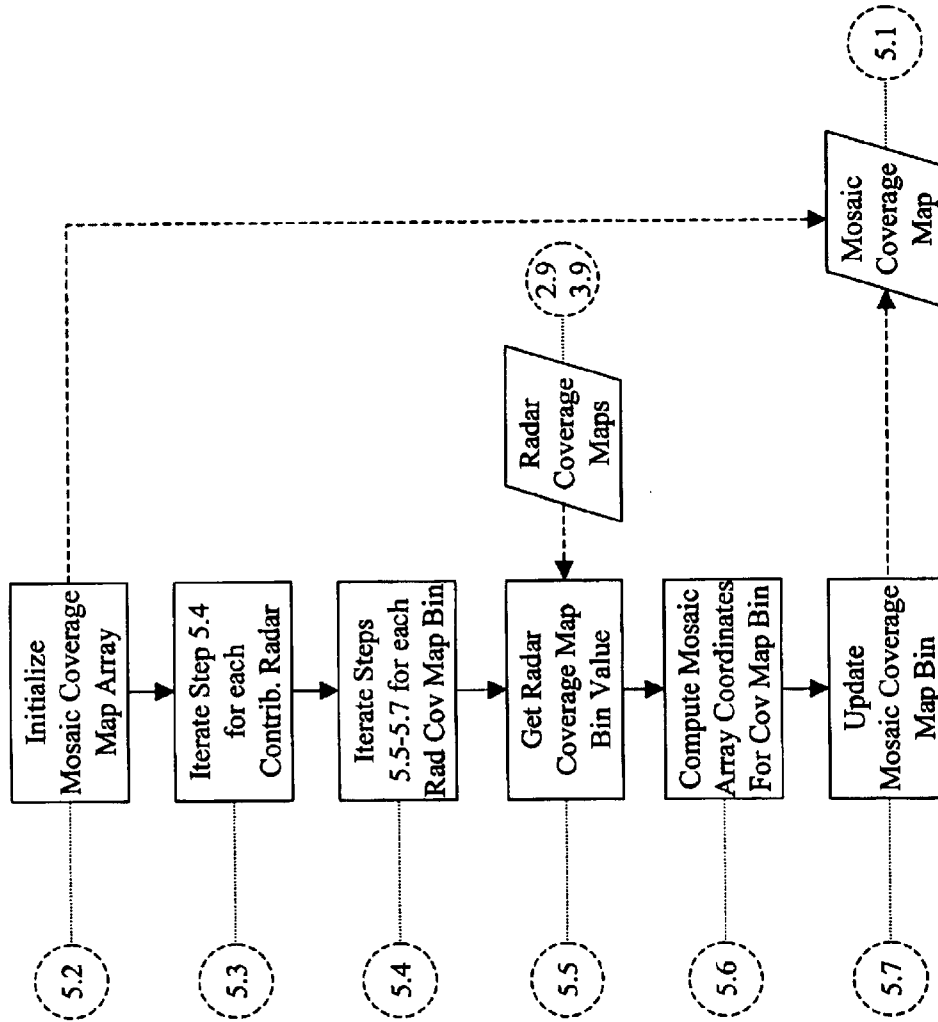 5.2
Initialize
Mosaic Coverage
Map Array
5.3
Iterate Step 5.4
for each
Contrib. Radar
5.4
Iterate Steps
5.5-5.7 for each
Rad Cov Map Bin
5.5
Get Radar
Coverage Map
Bin Value
Radar
Coverage
Maps
2.9
3.9
5.6
Compute Mosaic
Array Coordinates
For Cov Map Bin
5.7
Update
Mosaic Coverage
Map Bin
Mosaic
Coverage
Map
5.1